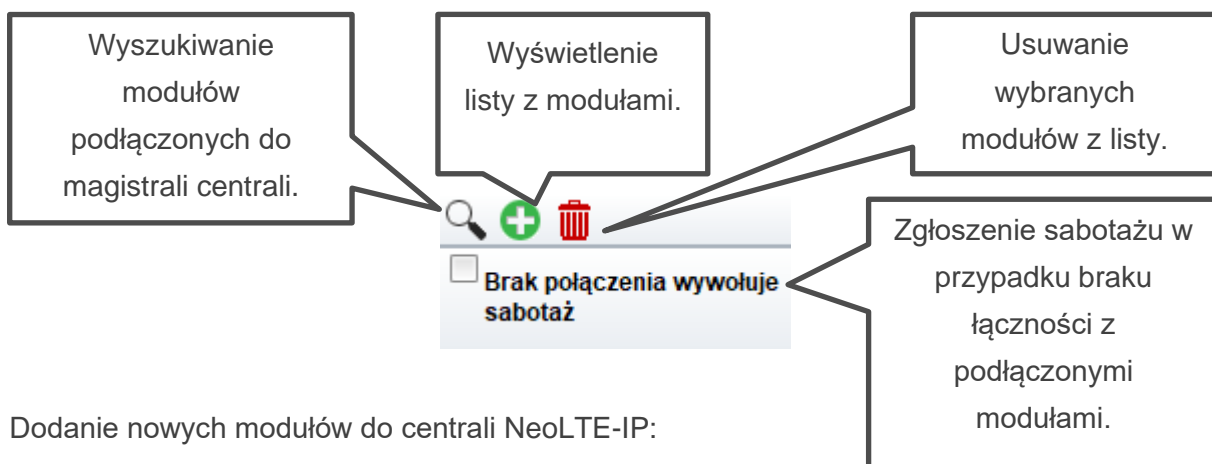 Wyszukiwanie
modułów
podłączonych do
magistrali centrali.
Wyświetlenie
listy z modułami.
Usuwanie
wybranych
modułów z listy.
Brak połączenia wywołuje
sabotaż
Zgłoszenie sabotażu w
przypadku braku
łączności z
podłączonymi
modułami.
Dodanie nowych modułów do centrali NeoLTE-IP: